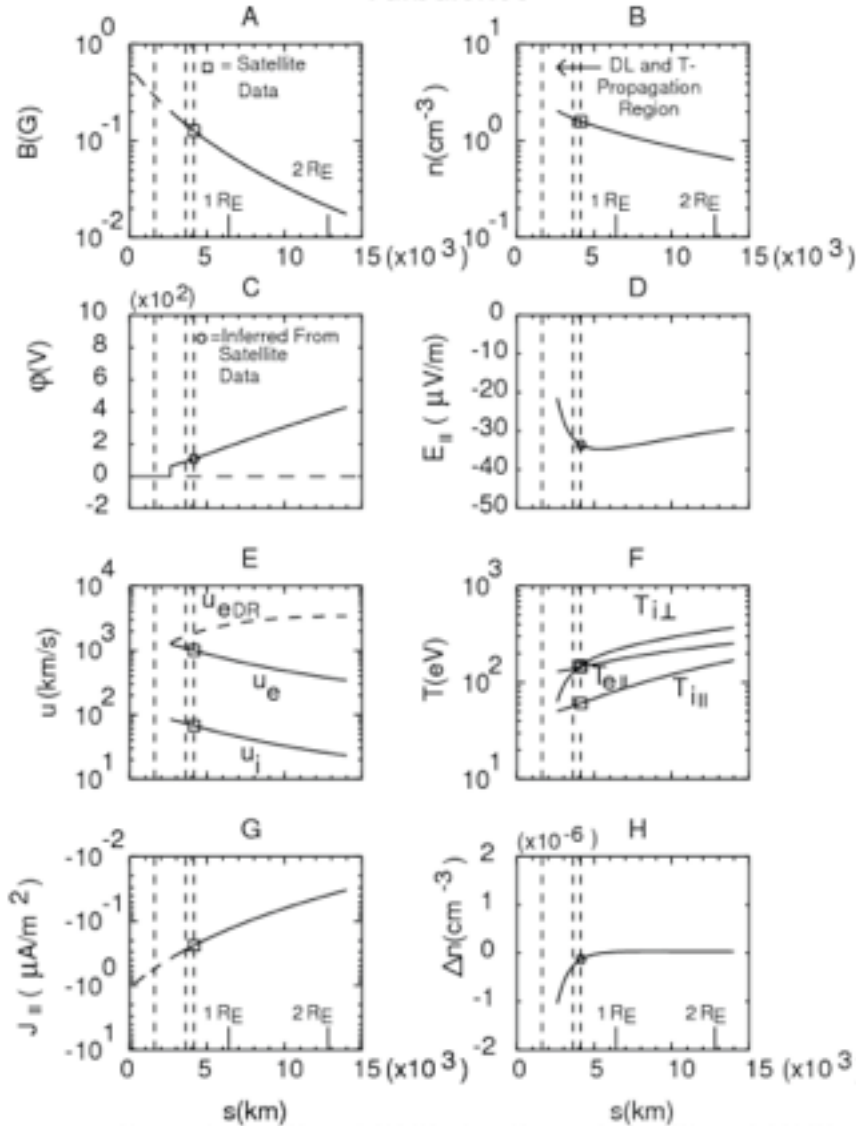 A
B(G)
10^0
10^-1
10^-2
□ = Satellite
Data
1 R_E
2 R_E
0
5
10
15 (x10^3)
B
n(cm^-3)
10^1
10^0
10^-1
DL and T-
Propagation
Region
1 R_E
2 R_E
0
5
10
15 (x10^3)
C
(x10^2)
φ(V)
10
8
6
4
2
0
-2
=Inferred From
Satellite
Data
D
E_|| (μV/m)
0
-10
-20
-30
-40
-50
E
u (km/s)
10^4
10^3
10^2
10^1
u_eDR
u_e
u_i
F
T(eV)
10^3
10^2
10^1
T_i⊥
T_e||
T_i||
G
J_|| (μA/m^2)
-10^-2
-10^-1
-10^0
-10^1
1 R_E
2 R_E
0
5
10
15 (x10^3)
s(km)
H
(x10^-6)
Δn(cm^-3)
2
1
0
-1
-2
1 R_E
2 R_E
0
5
10
15 (x10^3)
s(km)